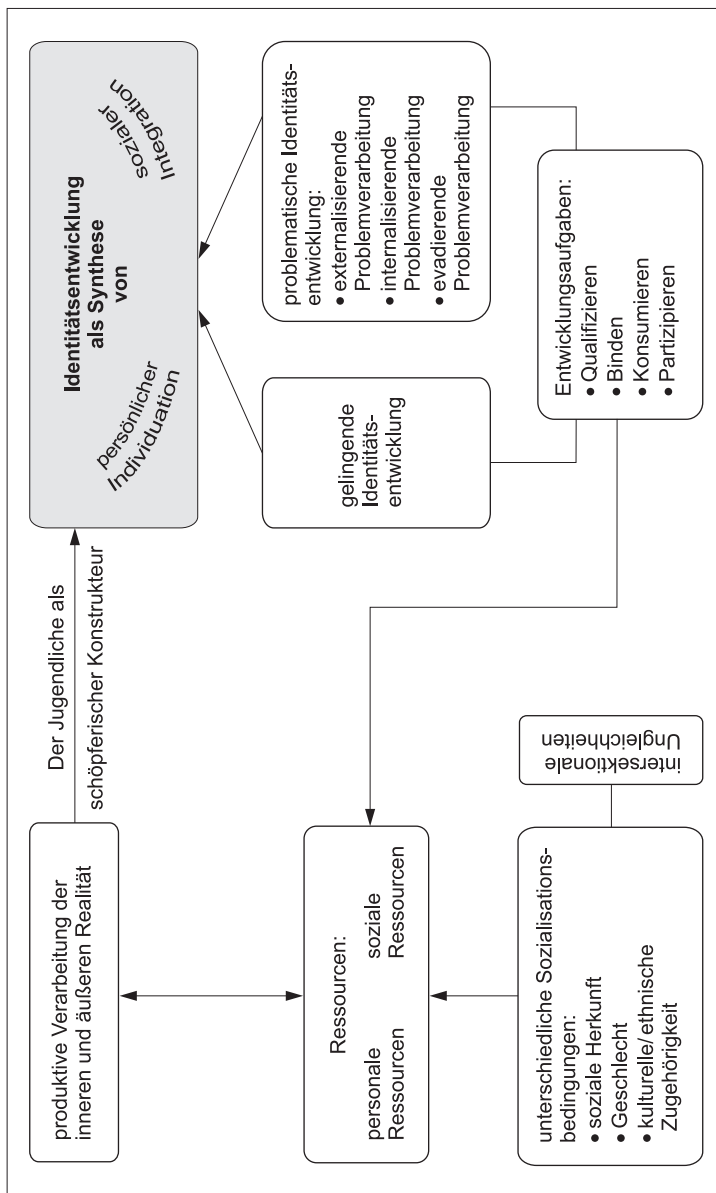 produktive Verarbeitung der
inneren und äußeren Realität
Der Jugendliche als
schöpferischer Konstrukteur
Identitätsentwicklung
als Synthese
von
persönlicher
Individuation
sozialer
Integration
Ressourcen:
personale
Ressourcen
soziale
Ressourcen
gelingende
Identitäts-
entwicklung
problematische Identitäts-
entwicklung:
• externalisierende
Problemverarbeitung
• internalisierende
Problemverarbeitung
• evadierende
Problemverarbeitung
unterschiedliche Sozialisations-
bedingungen:
• soziale Herkunft
• Geschlecht
• kulturelle/ethnische
Zugehörigkeit
intersektionale
Ungleichheiten
Entwicklungsaufgaben:
• Qualifizieren
• Binden
• Konsumieren
• Partizipieren